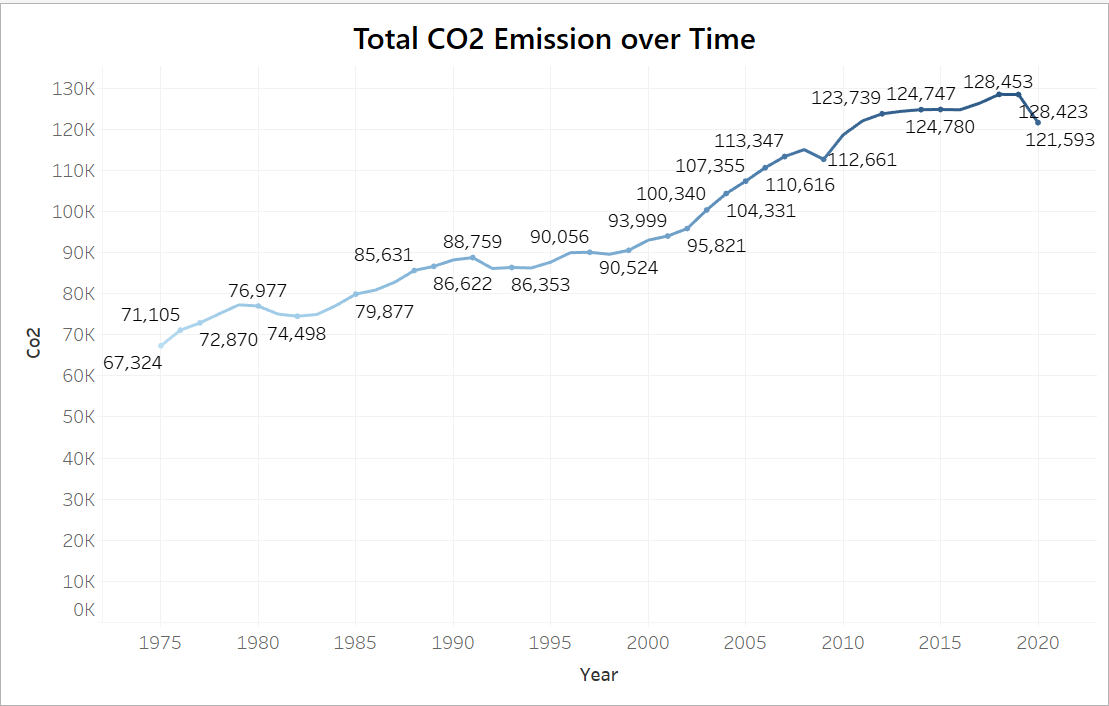 Total CO2 Emission over Time
130K
120K
110K
100K
90K
80K
70K
60K
50K
40K
30K
20K
10K
0K
Co2
67,324
71,105
72,870
76,977
74,498
79,877
85,631
86,622
88,759
86,353
90,056
90,524
93,999
95,821
100,340
104,331
107,355
110,616
113,347
112,661
123,739
124,747
124,780
128,453
128,423
121,593
1975 1980 1985 1990 1995 2000 2005 2010 2015 2020
Year